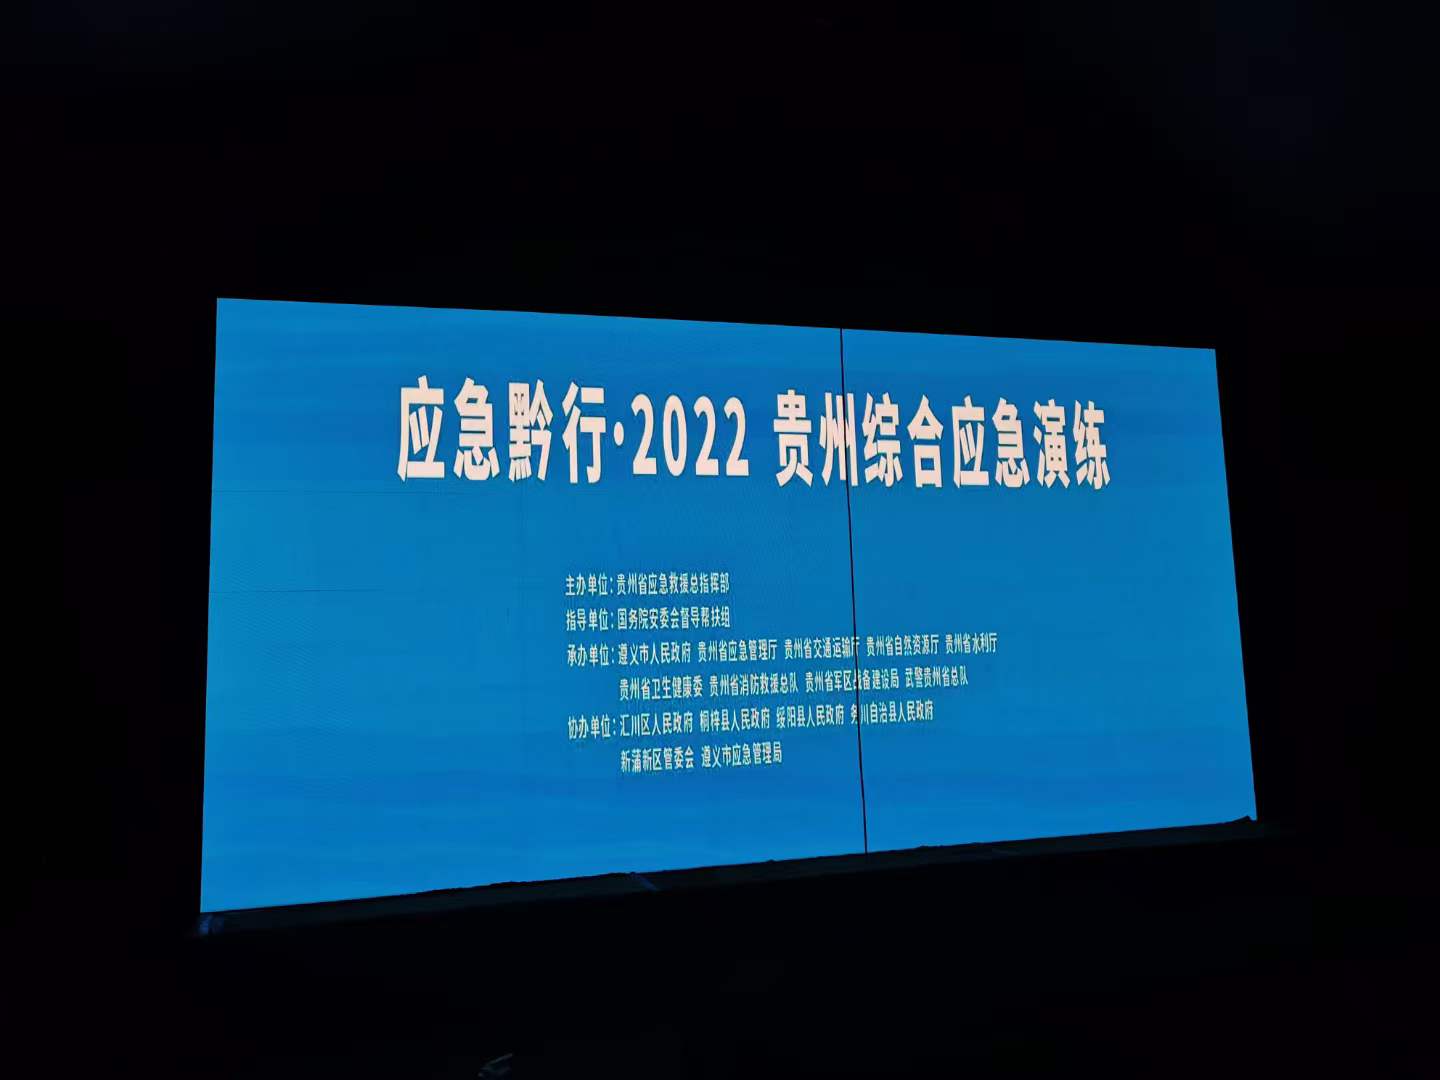 应急黔行·2022 贵州综合应急演练
主办单位：贵州省应急救援总指挥部
指导单位：国务院安委会督导帮扶组
承办单位：遵义市人民政府 贵州省应急管理厅 贵州省交通运输厅 贵州省自然资源厅 贵州省水利厅
贵州省卫生健康委 贵州省消防救援总队 贵州省军区战备建设局 武警贵州省总队
协办单位：汇川区人民政府 桐梓县人民政府 绥阳县人民政府 务川自治县人民政府
新蒲新区管委会 遵义市应急管理局